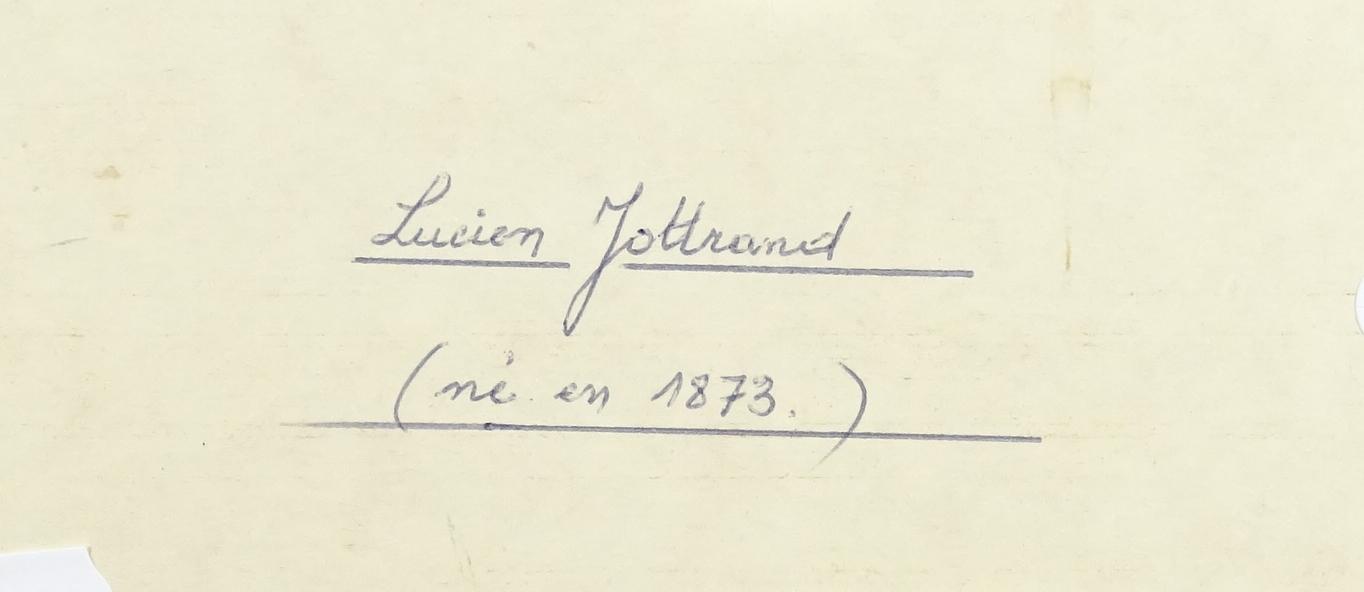 Lucien Jottrand
(né en 1873.)